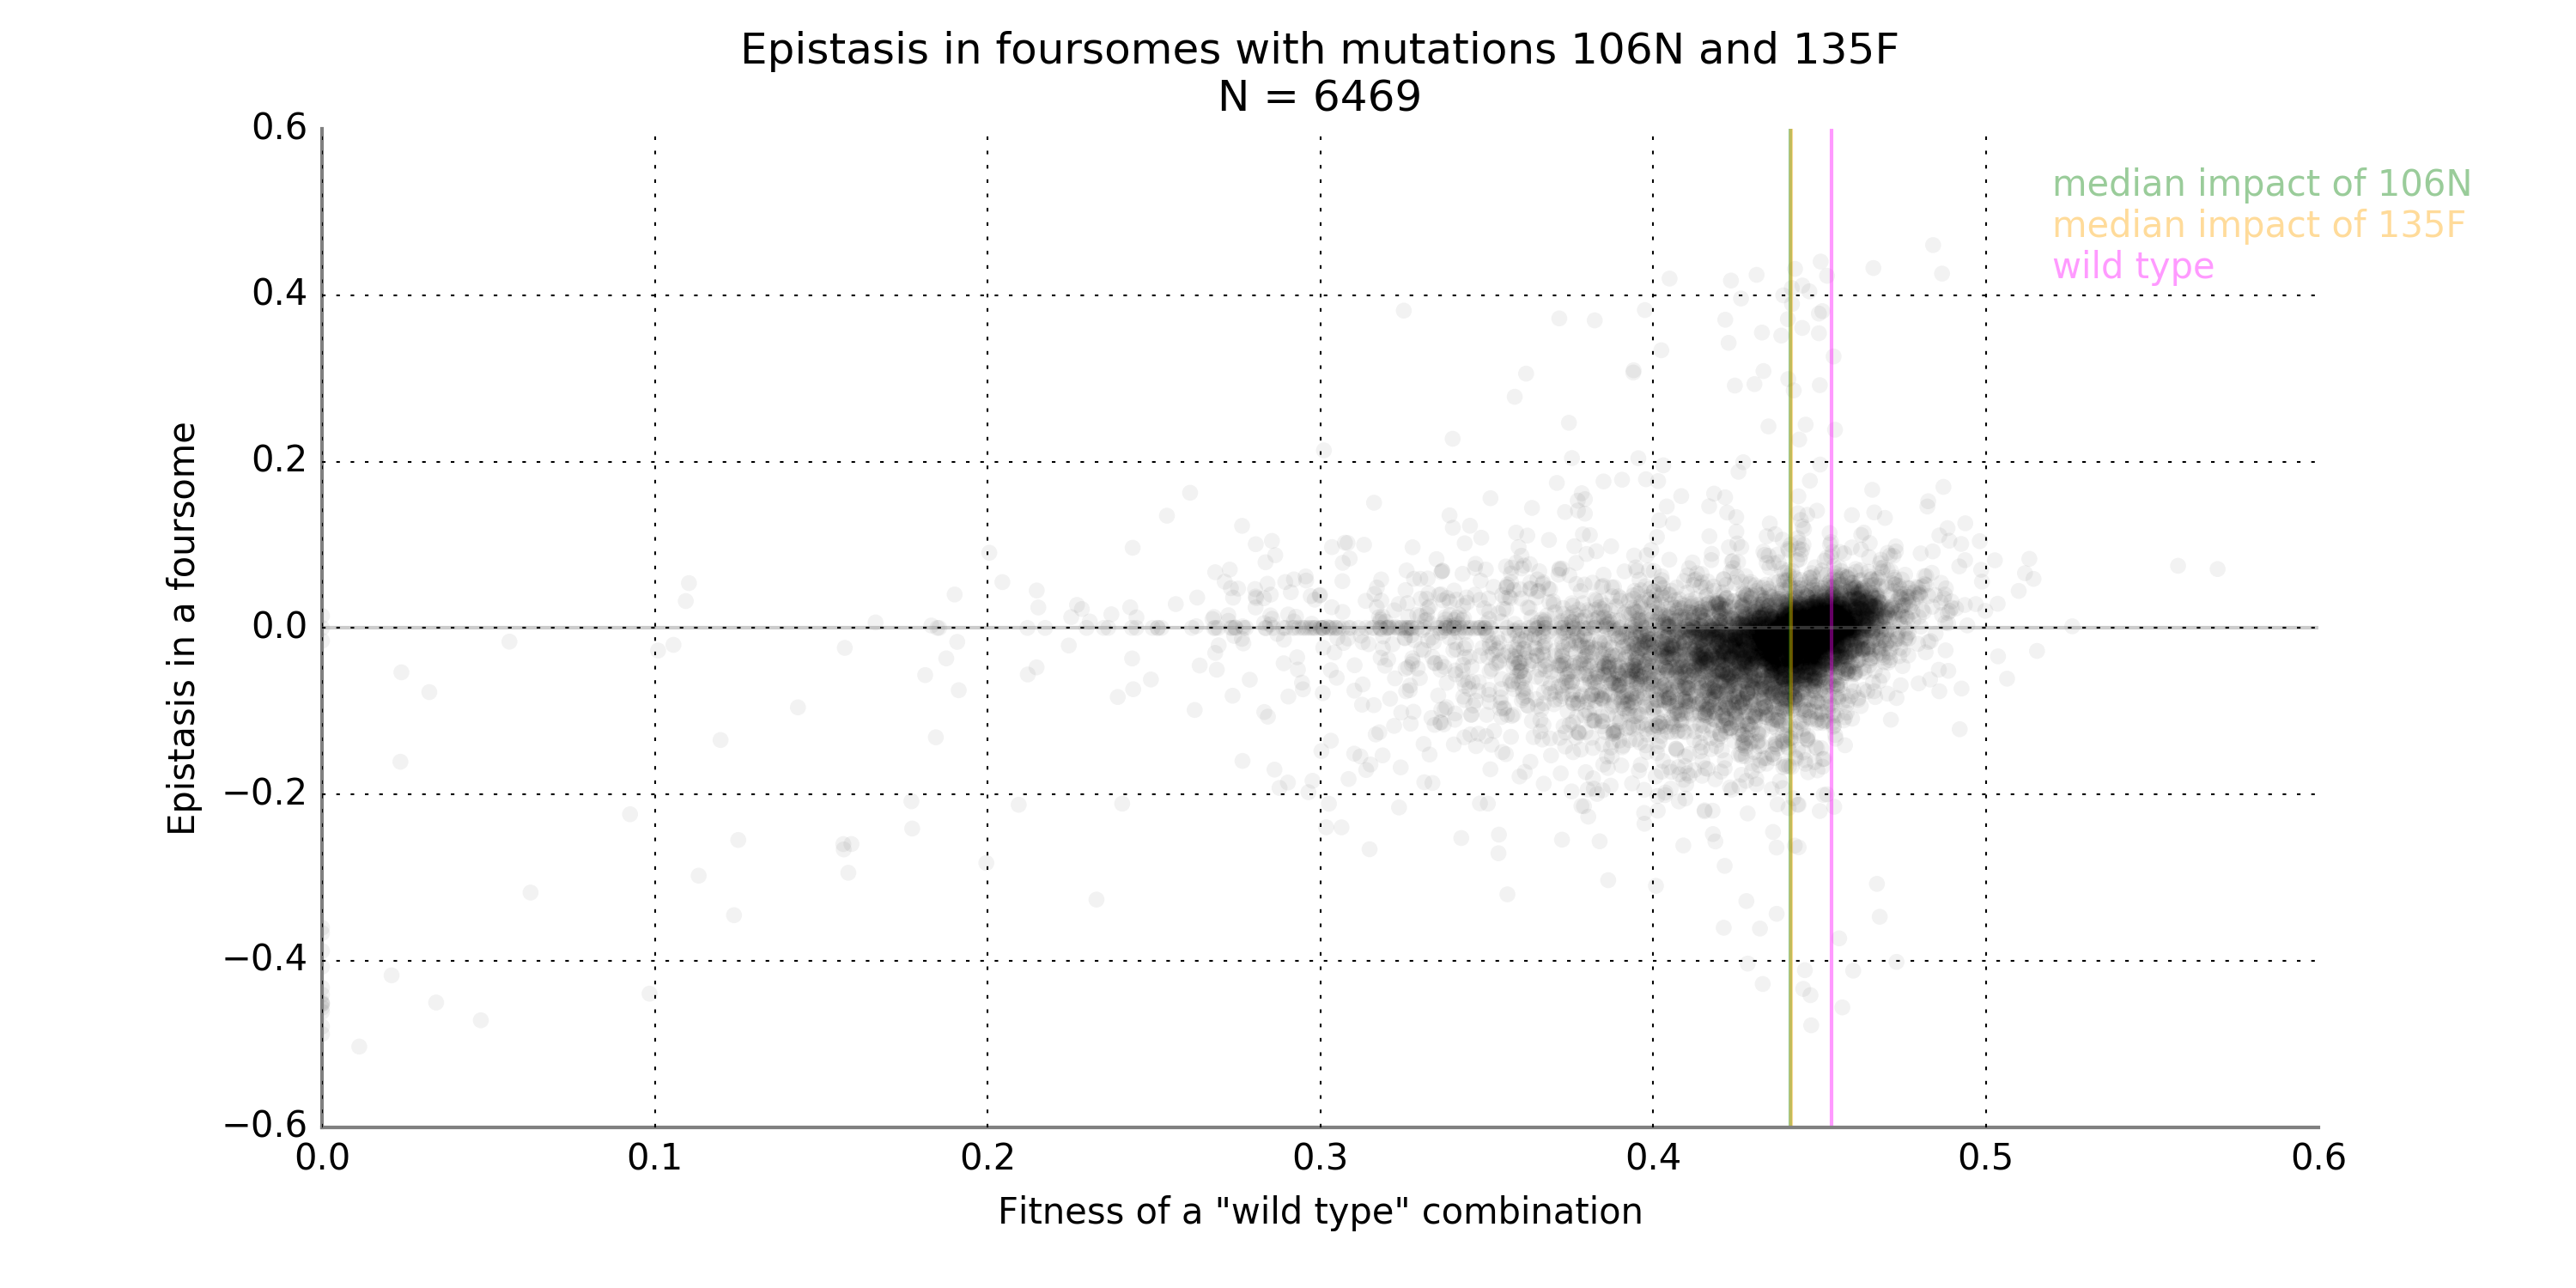 Epistasis in foursomes with mutations 106N and 135F
N = 6469
0.6
0.4
0.2
0.0
−0.2
−0.4
−0.6
Epistasis in a foursome
median impact of 106N
median impact of 135F
wild type
0.0 0.1 0.2 0.3 0.4 0.5 0.6
Fitness of a "wild type" combination